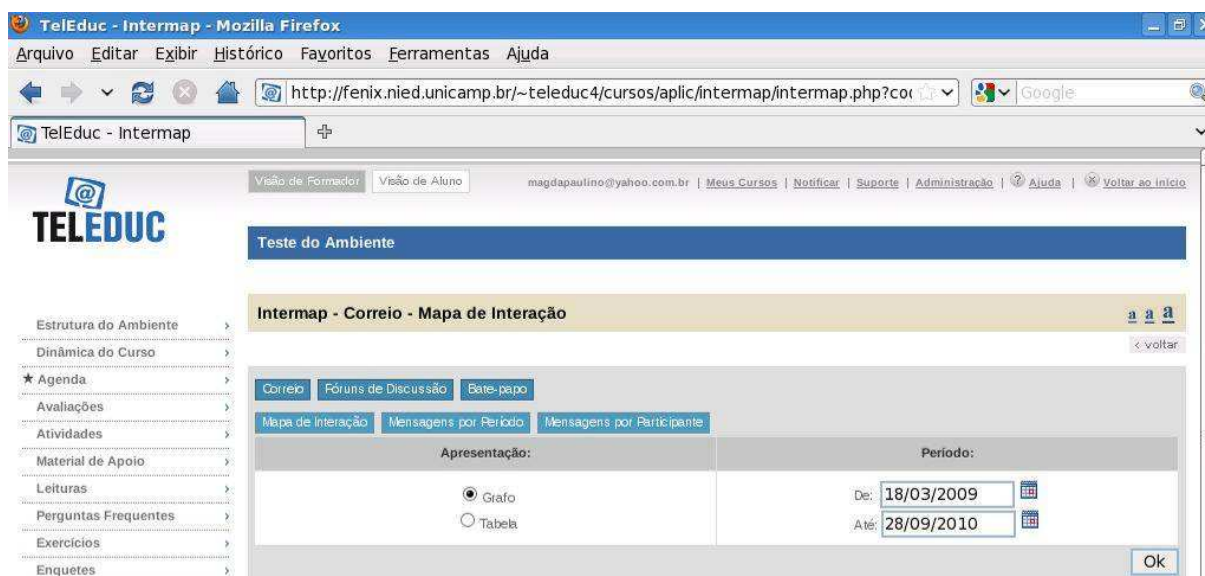 TelEduc - Intermap - Mozilla Firefox
Arquivo Editar Exibir Histórico Favoritos Ferramentas Ajuda
http://fenix.nied.unicamp.br/~teleduc4/cursos/aplic/intermap/intermap.php?co
Google
TelEduc - Intermap
TELEDUC
Visão de Formador Visão de Aluno magdapaulino@yahoo.com.br | Meus Cursos | Notificar | Suporte | Administração | Ajuda | Voltar ao inicio
Teste do Ambiente
Intermap - Correio - Mapa de Interação a a a
< voltar
Estrutura do Ambiente
Dinâmica do Curso
Agenda
Avaliações
Atividades
Material de Apoio
Leituras
Perguntas Frequentes
Exercícios
Enquetes
Correio Fóruns de Discussão Bate-papo
Mapa de Interação Mensagens por Período Mensagens por Participante
Apresentação: Período:
Grafo
Tabela
De: 18/03/2009
Até: 28/09/2010
Ok